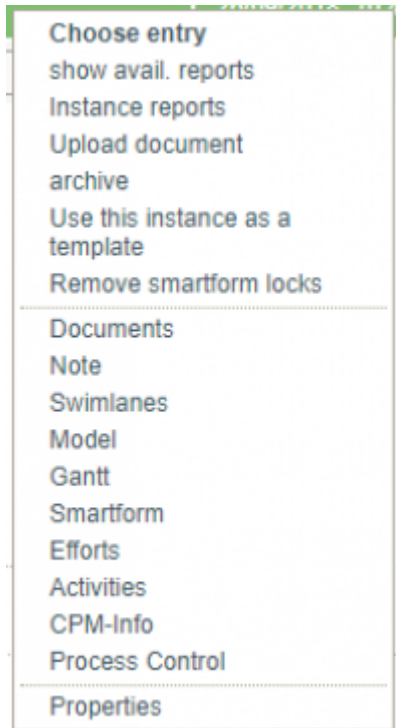 Choose entry
show avail. reports
Instance reports
Upload document
archive
Use this instance as a
template
Remove smartform locks
Documents
Note
Swimlanes
Model
Gantt
Smartform
Efforts
Activities
CPM-Info
Process Control
Properties